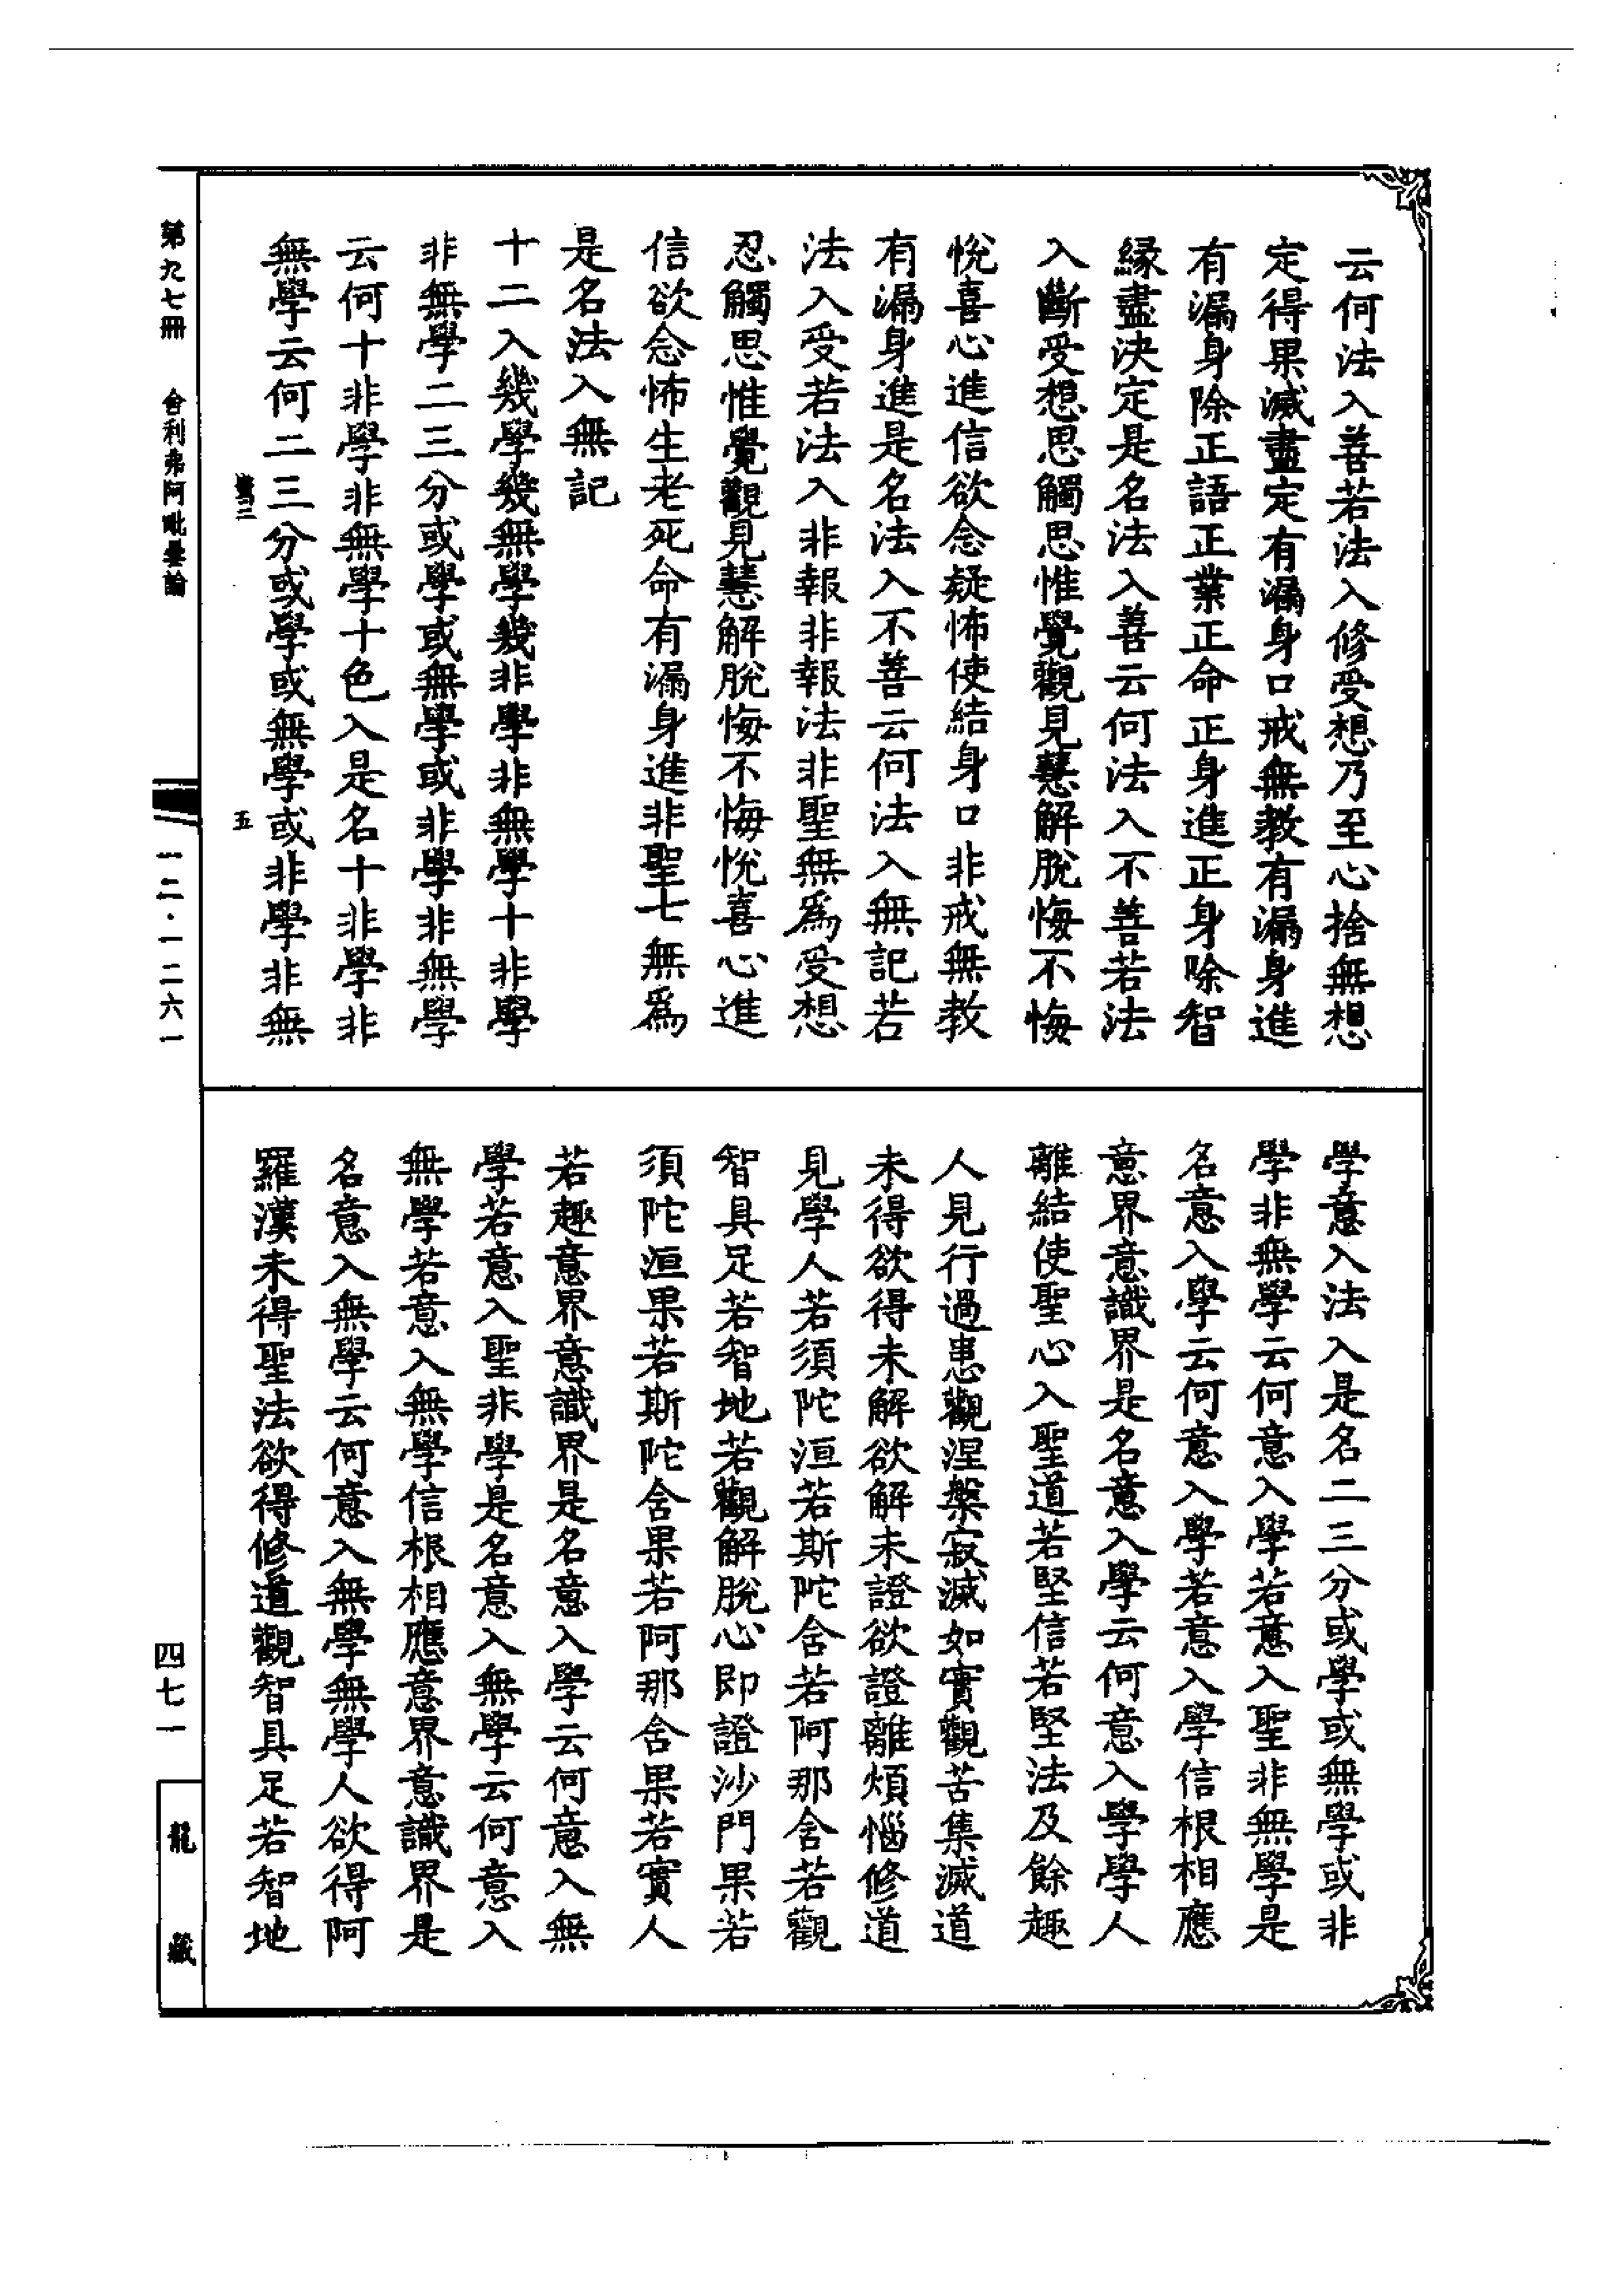 云何法入善若法入修受想乃至心捨無想
定得果滅盡定有漏身口戒無教有漏身進
有漏身除正語正業正命正身進正身除智
緣盡決定是名法入善云何法入不善若法
入斷受想思觸思惟覺觀見慧解脫悔不悔
悅喜心進信欲念疑怖使結身口非戒無教
有漏身進是名法入不善云何法入無記若
法入受若法入非報非報法非聖無為受想
忍觸思惟覺觀見慧解脫悔不悔悅喜心進
信欲念怖生老死命有漏身進非聖七無為
是名法入無記
十二入幾學幾無學幾非學非無學十非學
非無學二三分或學或無學或非學非無學
云何十非學非無學十色入是名十非學非
無學云何二三分或學或無學或非學非無
五
學意入法入是名二三分或學或無學或非
學非無學云何意入學若意入聖非無學是
名意入學云何意入學若意入學信根相應
意界意識界是名意入學云何意入學學人
離結使聖心入聖道若堅信若堅法及餘趣
人見行過患觀涅槃寂滅如實觀苦集滅道
未得欲得未解欲解未證欲證離煩惱修道
見學人若須陀洹若斯陀含若阿那含若觀
智具足若智地若觀解脫心即證沙門果若
須陀洹果若斯陀含果若阿那含果若實人
若趣意界意識界是名意入學云何意入無
學若意入聖非學是名意入無學云何意入
無學若意入無學信根相應意界意識界是
名意入無學云何意入無學無學人欲得阿
羅漢未得聖法欲得修道觀智具足若智地
第九七冊 舍利弗阿毗曇論
一二·一二六一
四七一
龍藏